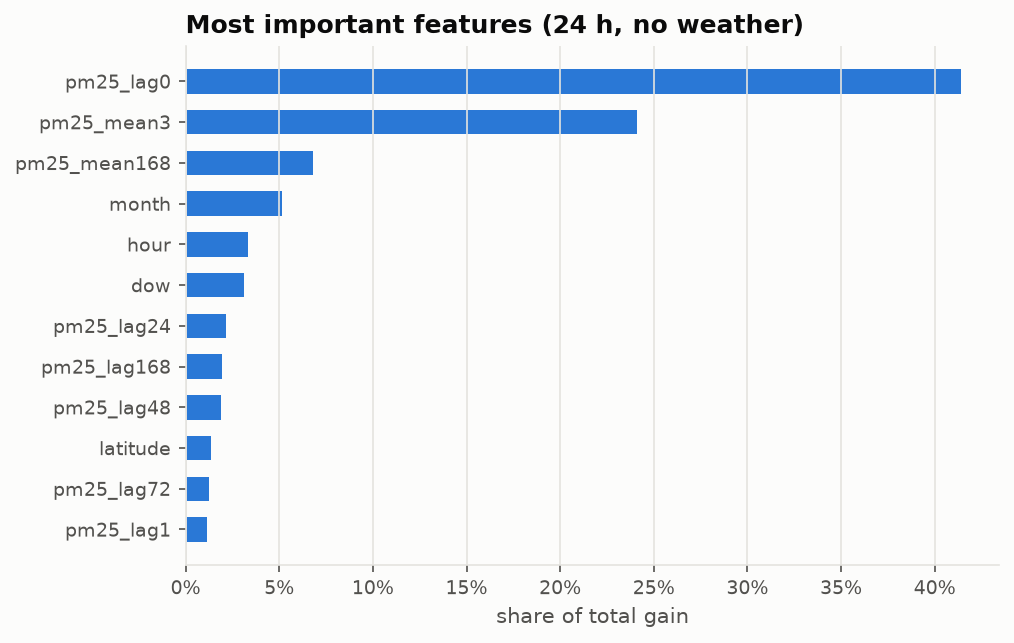 Most important features (24 h, no weather)
pm25_lag0
pm25_mean3
pm25_mean168
month
hour
dow
pm25_lag24
pm25_lag168
pm25_lag48
latitude
pm25_lag72
pm25_lag1
0% 5% 10% 15% 20% 25% 30% 35% 40%
share of total gain